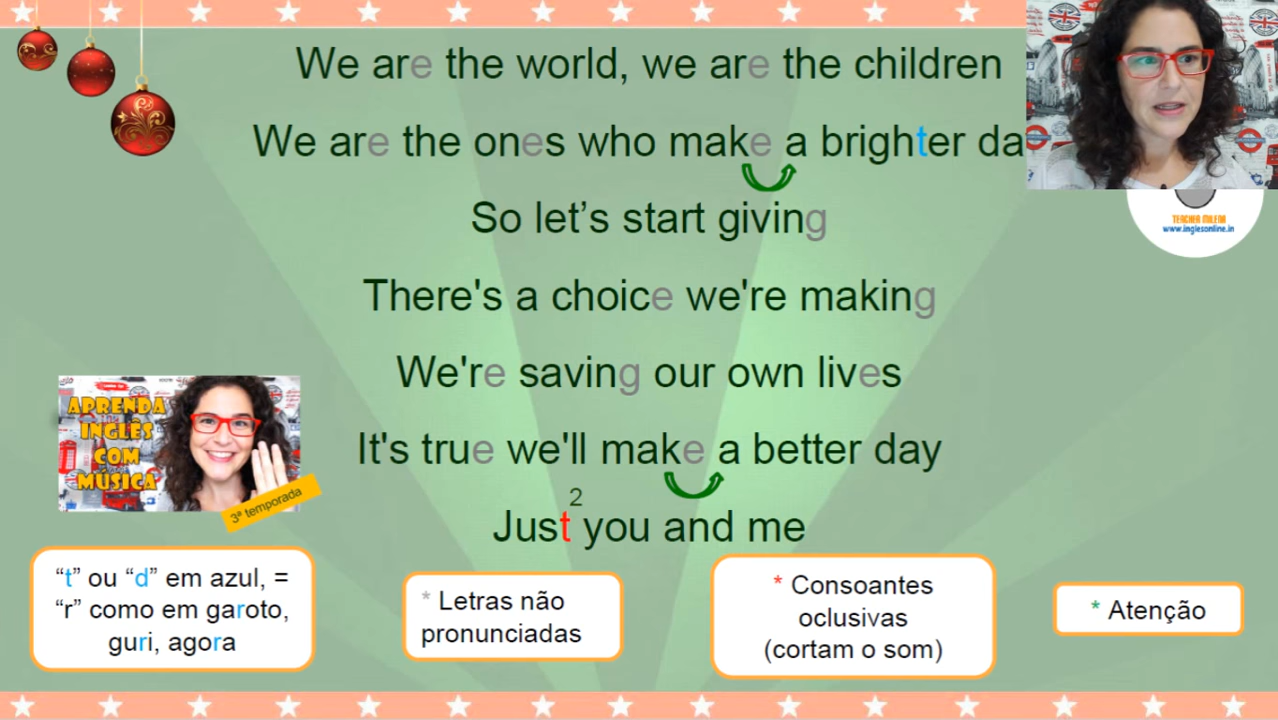 We are the world, we are the children
We are the ones who make a brighter da
So let's start giving
There's a choice we're making
We're saving our own lives
It's true we'll make a better day
2
Just you and me
TEACHER MILENA
www.inglesonline.in
APRENDA
INGLÊS
COM
MÚSICA
3ª temporada
“t” ou “d” em azul, =
“r” como em garoto,
guri, agora
* Letras não
pronunciadas
* Consoantes
oclusivas
(cortam o som)
* Atenção